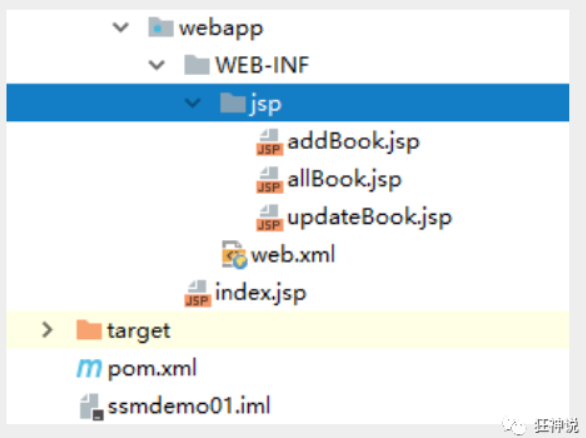 webapp
WEB-INF
jsp
JSP addBook.jsp
JSP allBook.jsp
JSP updateBook.jsp
web.xml
JSP index.jsp
target
m pom.xml
ssmdemo01.iml
狂神说